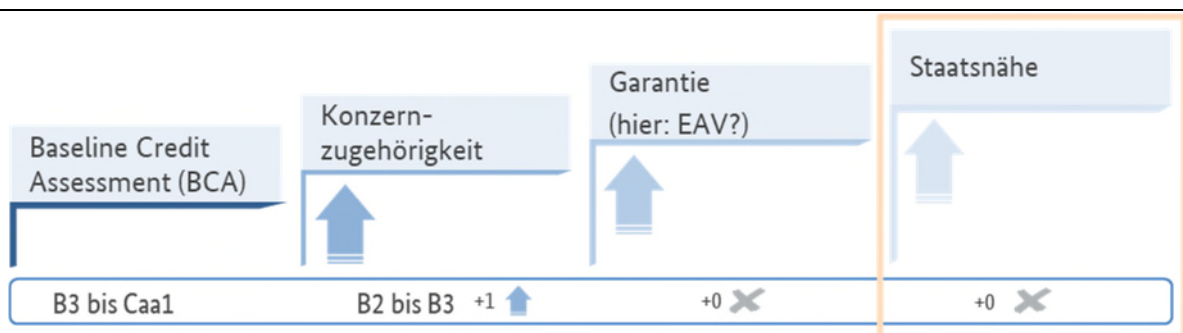 Baseline Credit
Assessment (BCA)
Konzern-
zugehörigkeit
Garantie
(hier: EAV?)
Staatsnähe
B3 bis Caa1
B2 bis B3 +1
+0
+0